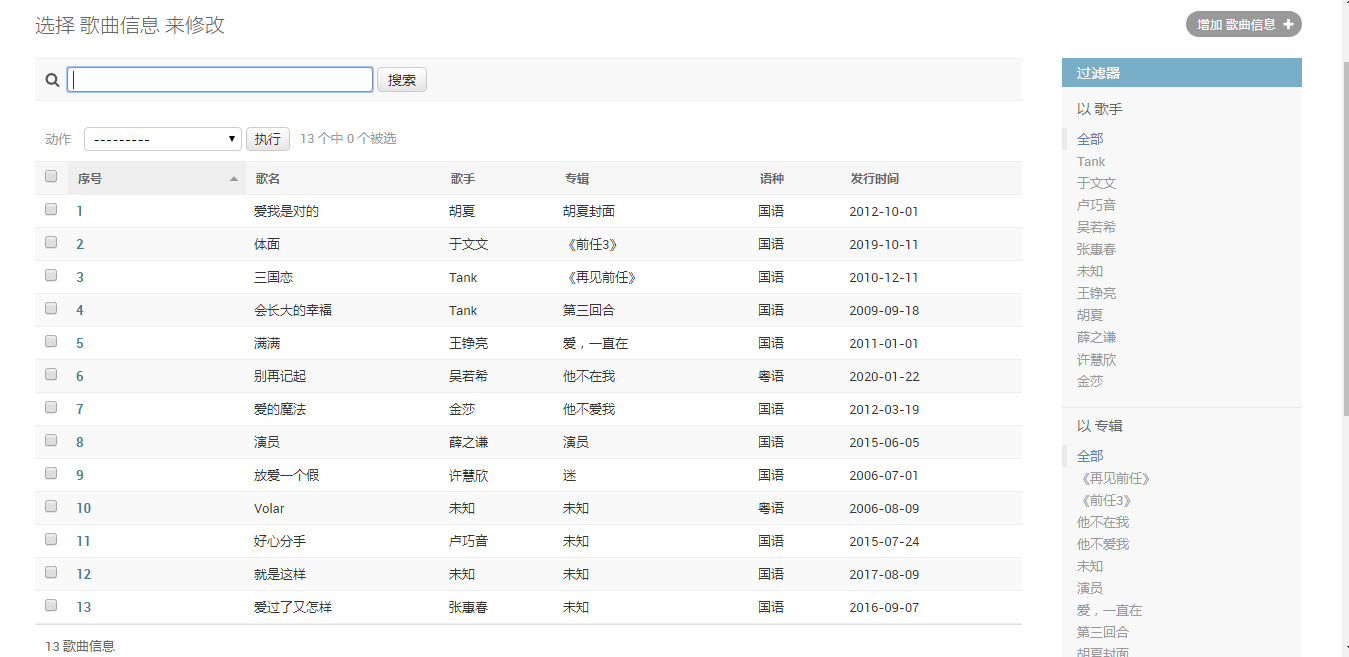 选择 歌曲信息 来修改
增加 歌曲信息
搜索
动作 --------- 执行 13 个中 0 个被选
序号 歌名 歌手 专辑 语种 发行时间
1 爱我是对的 胡夏 胡夏封面 国语 2012-10-01
2 体面 于文文 《前任3》 国语 2019-10-11
3 三国恋 Tank 《再见前任》 国语 2010-12-11
4 会长大的幸福 Tank 第三回合 国语 2009-09-18
5 满满 王铮亮 爱，一直在 国语 2011-01-01
6 别再记起 吴若希 他不在我 粤语 2020-01-22
7 爱的魔法 金莎 他不爱我 国语 2012-03-19
8 演员 薛之谦 演员 国语 2015-06-05
9 放爱一个假 许慧欣 迷 国语 2006-07-01
10 Volar 未知 未知 粤语 2006-08-09
11 好心分手 卢巧音 未知 国语 2015-07-24
12 就是这样 未知 未知 国语 2017-08-09
13 爱过了又怎样 张惠春 未知 国语 2016-09-07
13 歌曲信息
过滤器
以 歌手
全部
Tank
于文文
卢巧音
吴若希
张惠春
未知
王铮亮
胡夏
薛之谦
许慧欣
金莎
以 专辑
全部
《再见前任》
《前任3》
他不在我
他不爱我
未知
演员
爱，一直在
第三回合
胡夏封面